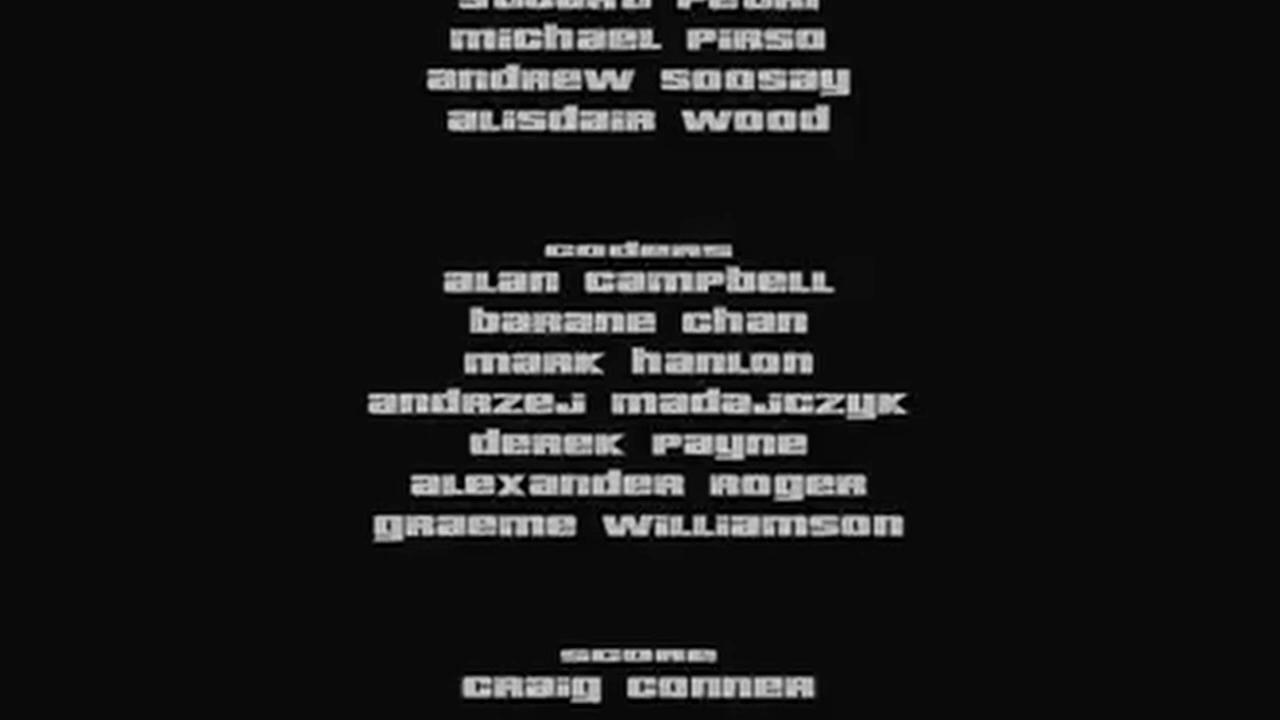 michael pirso
andrew soosay
alisdair wood
coders
alan campbell
barane chan
mark hanlon
andrzej madajczyk
derek payne
alexander roger
graeme williamson
score
craig conner